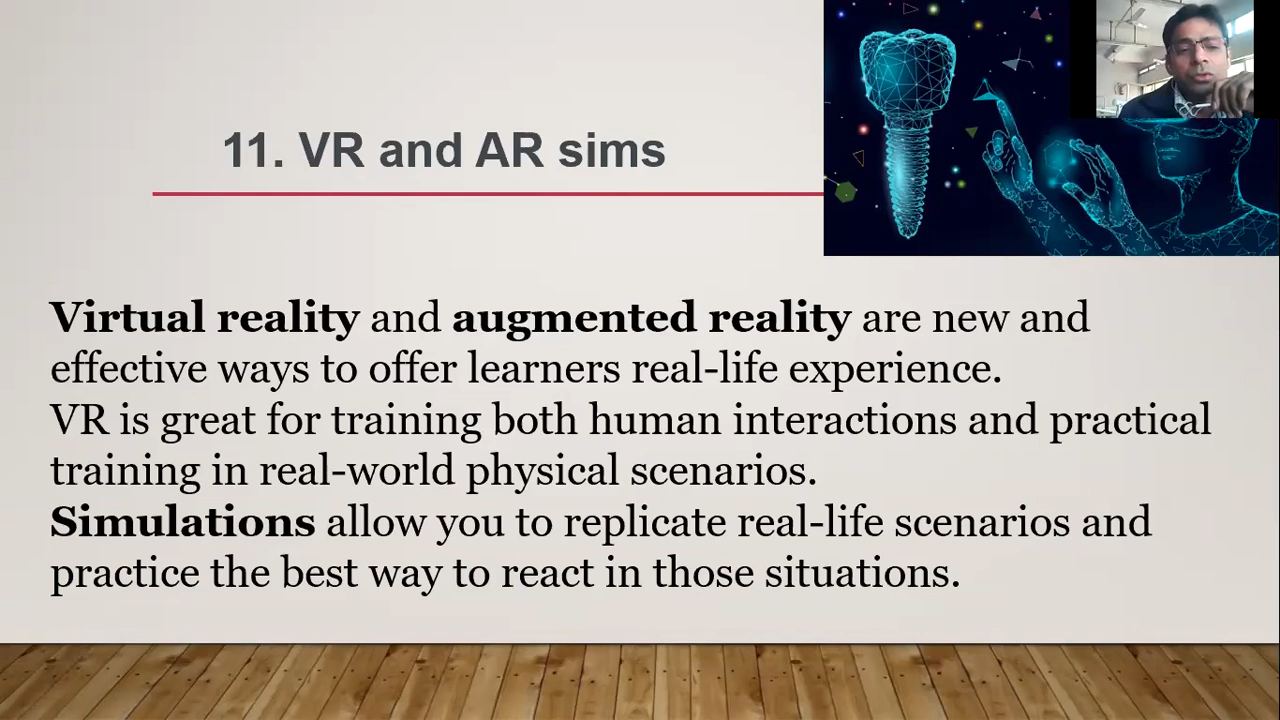 11. VR and AR sims
Virtual reality and augmented reality are new and
effective ways to offer learners real-life experience.
VR is great for training both human interactions and practical
training in real-world physical scenarios.
Simulations allow you to replicate real-life scenarios and
practice the best way to react in those situations.